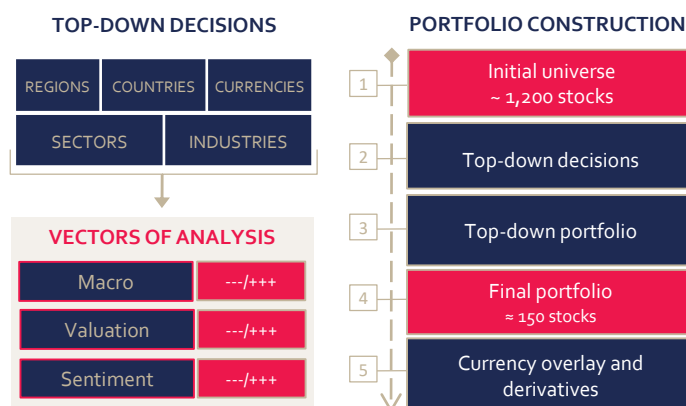 TOP-DOWN DECISIONS
REGIONS
COUNTRIES
CURRENCIES
SECTORS
INDUSTRIES
VECTORS OF ANALYSIS
Macro
---/+++
Valuation
---/+++
Sentiment
---/+++
PORTFOLIO CONSTRUCTION
1
Initial universe
~ 1,200 stocks
2
Top-down decisions
3
Top-down portfolio
4
Final portfolio
≈ 150 stocks
5
Currency overlay and
derivatives